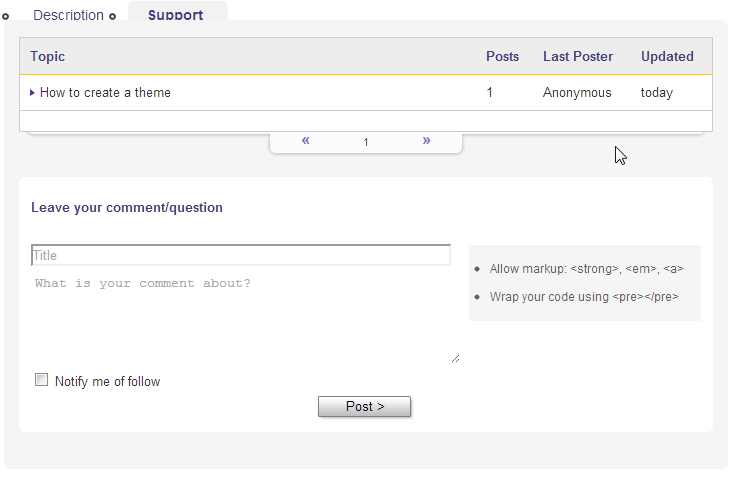 Description Support
Topic Posts Last Poster Updated
How to create a theme 1 Anonymous today
« 1 »
Leave your comment/question
Title
What is your comment about?
Allow markup: <strong>, <em>, <a>
Wrap your code using <pre></pre>
Notify me of follow
Post >